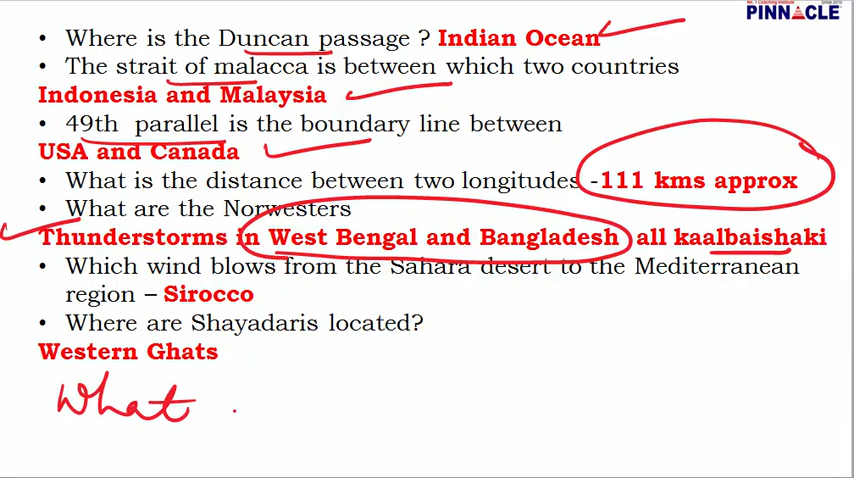 PINNACLE
• Where is the Duncan passage ? Indian Ocean
• The strait of malacca is between which two countries
Indonesia and Malaysia
• 49th parallel is the boundary line between
USA and Canada
• What is the distance between two longitudes -111 kms approx
• What are the Norwesters
Thunderstorms in West Bengal and Bangladesh all kaalbaishaki
• Which wind blows from the Sahara desert to the Mediterranean
region – Sirocco
• Where are Shayadaris located?
Western Ghats
What